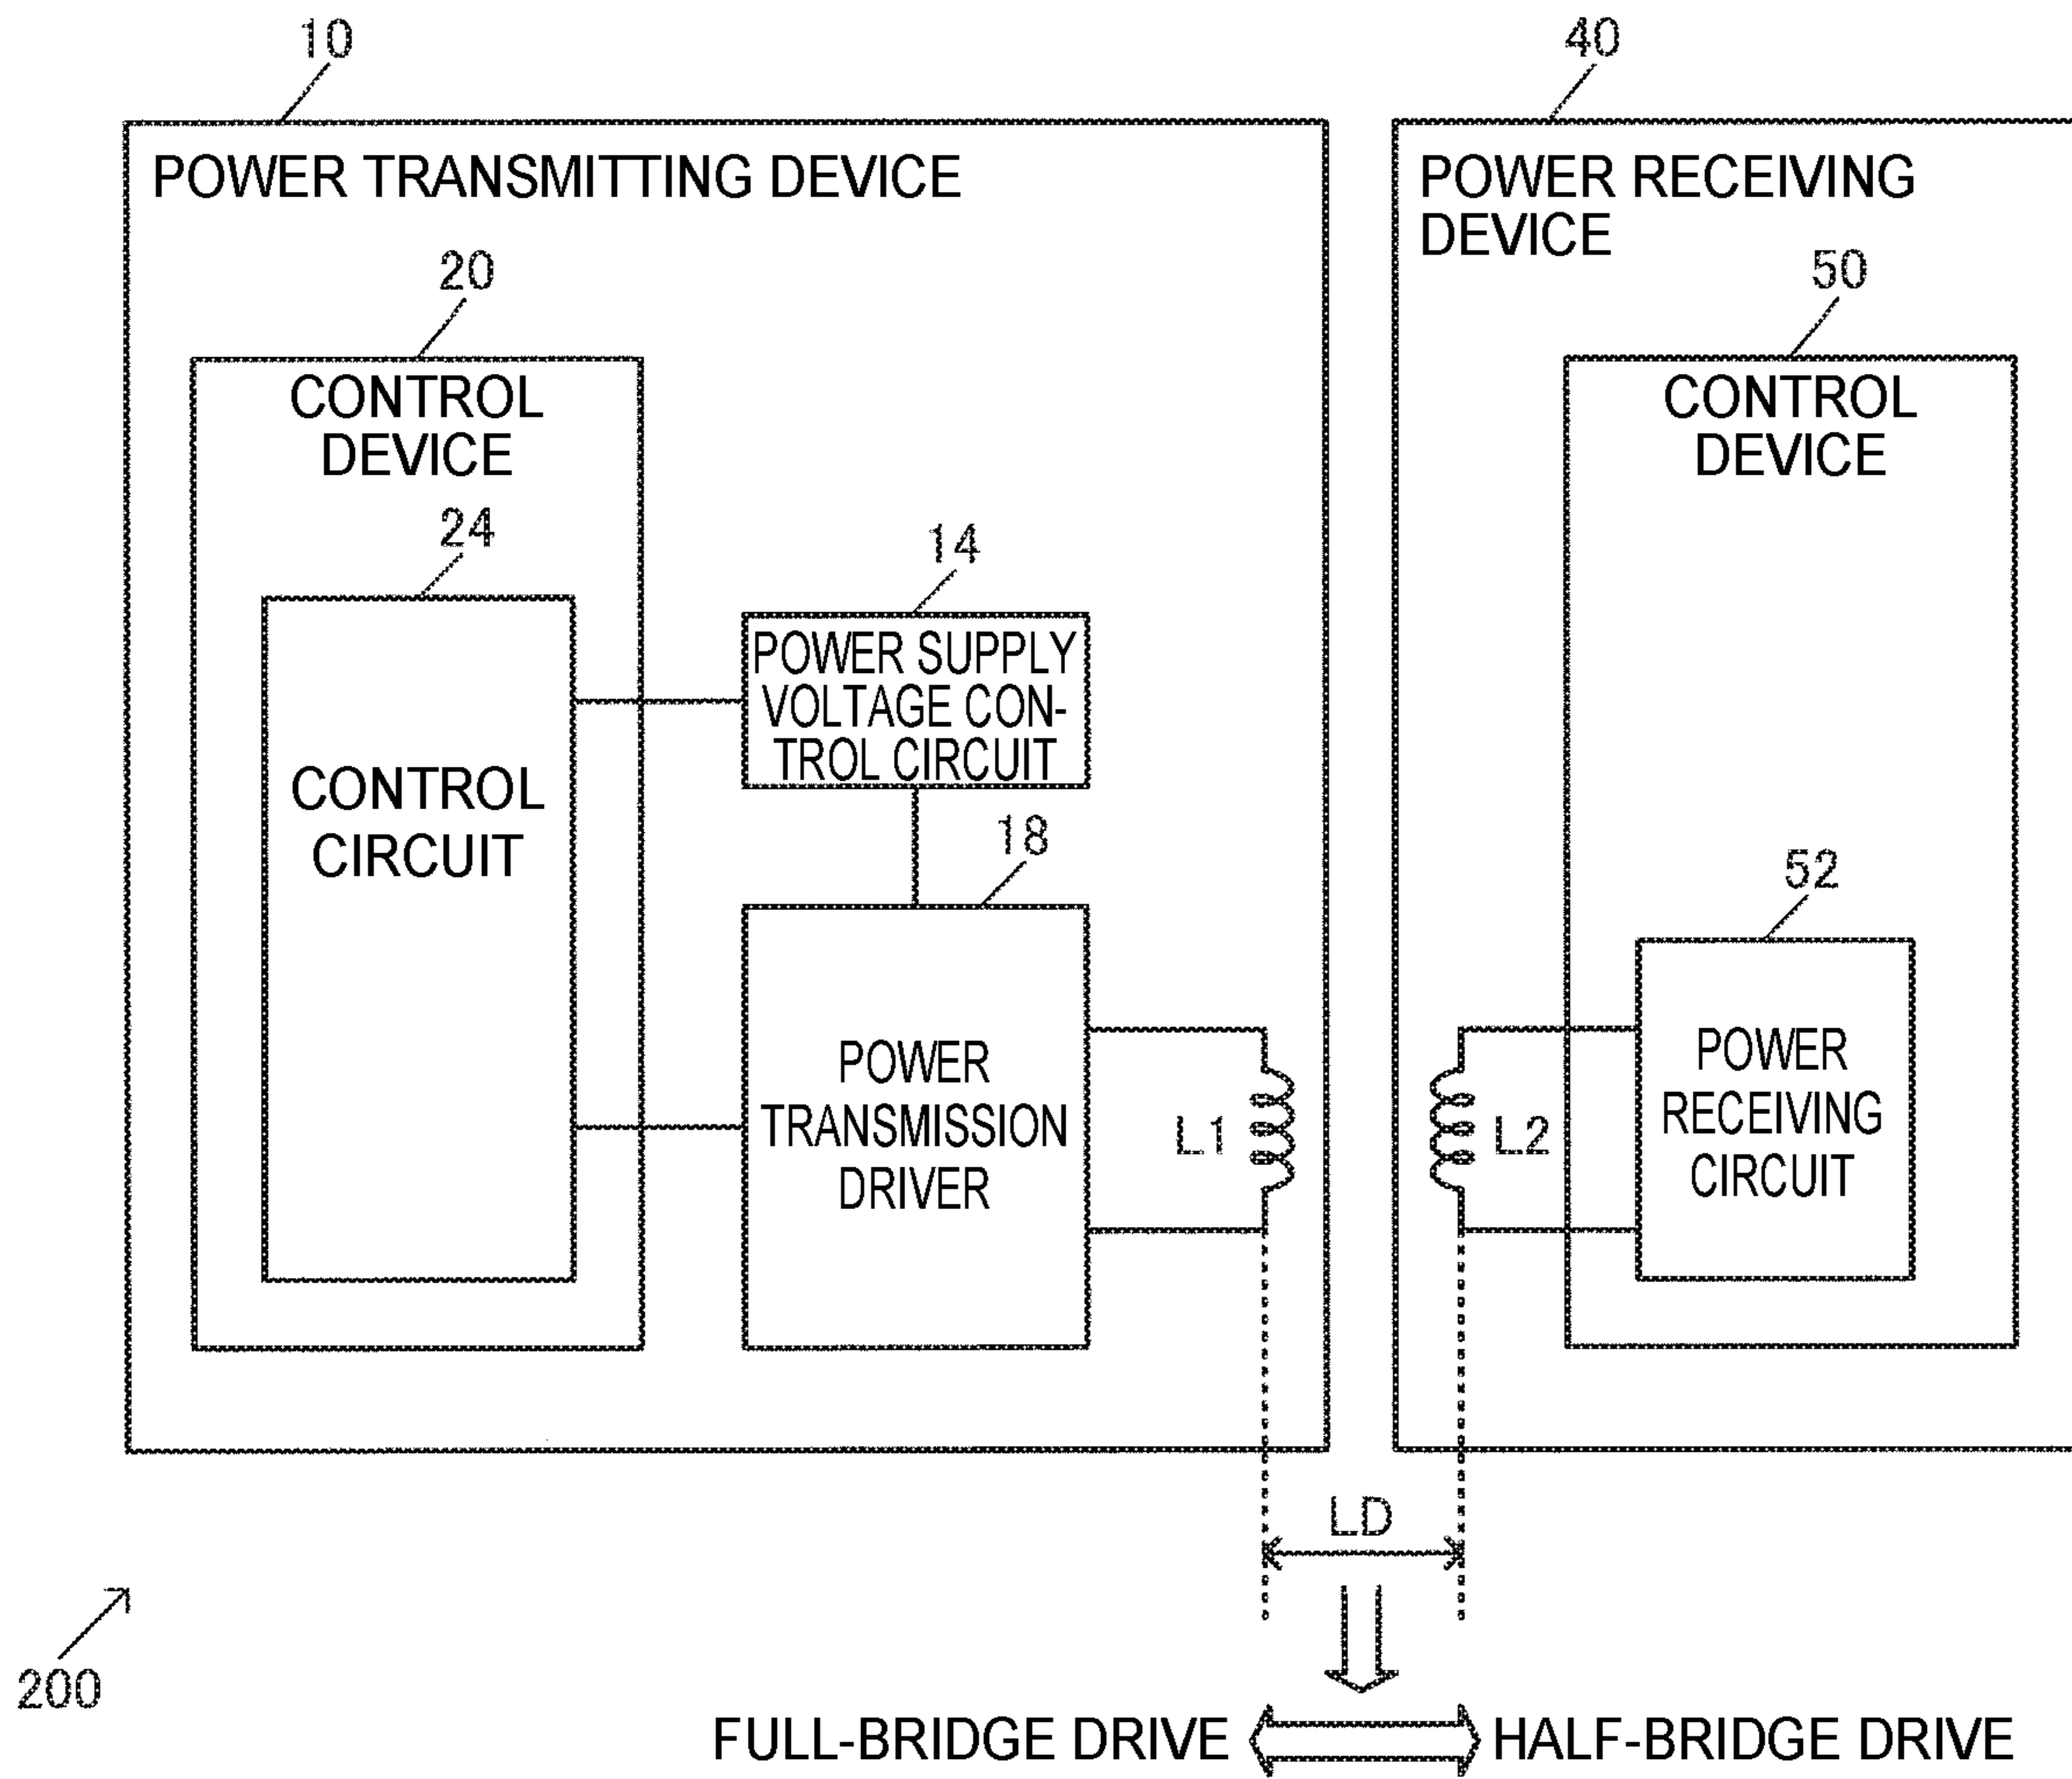 10
40
POWER TRANSMITTING DEVICE
POWER RECEIVING
DEVICE
20
50
CONTROL
DEVICE
CONTROL
DEVICE
24
14
POWER SUPPLY
VOLTAGE CON-
TROL CIRCUIT
CONTROL
CIRCUIT
18
52
POWER
TRANSMISSION
DRIVER
L1
L2
POWER
RECEIVING
CIRCUIT
LD
200
FULL-BRIDGE DRIVE
HALF-BRIDGE DRIVE